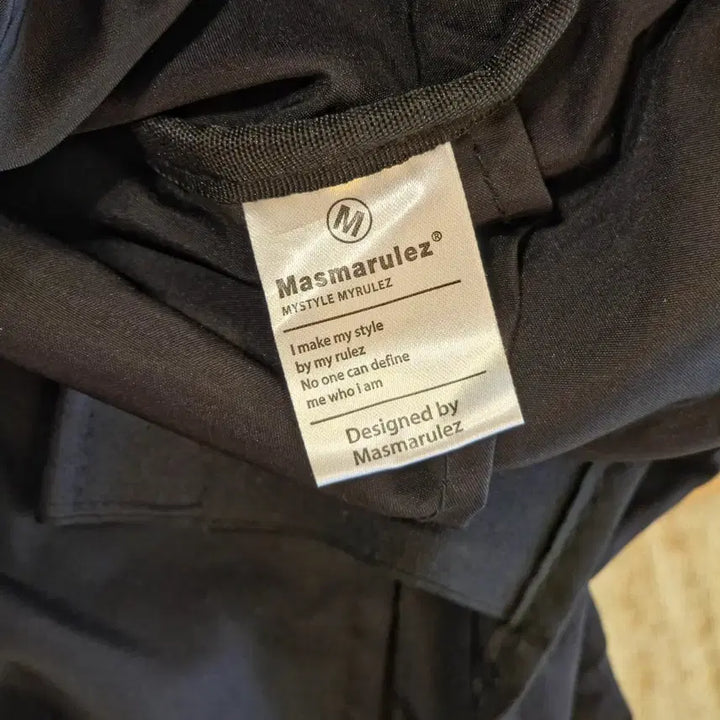 M
Masmarulez®
MYSTYLE MYRULEZ
I make my style
by my rulez
No one can define
me who i am
Designed by
Masmarulez